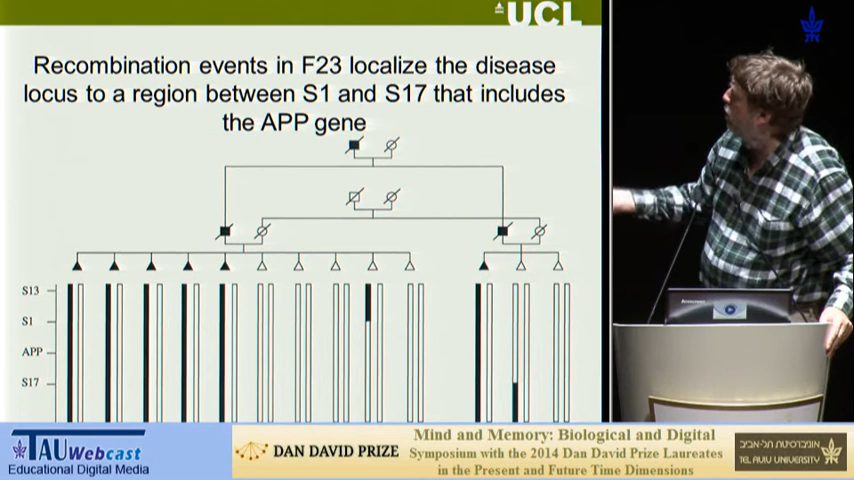 UCL
Recombination events in F23 localize the disease
locus to a region between S1 and S17 that includes
the APP gene
S13
S1
APP
S17
TAU Webcast
Educational Digital Media
DAN DAVID PRIZE
Mind and Memory: Biological and Digital
Symposium with the 2014 Dan David Prize Laureates
in the Present and Future Time Dimensions
אוניברסיטת תל-אביב
TEL AVIV UNIVERSITY